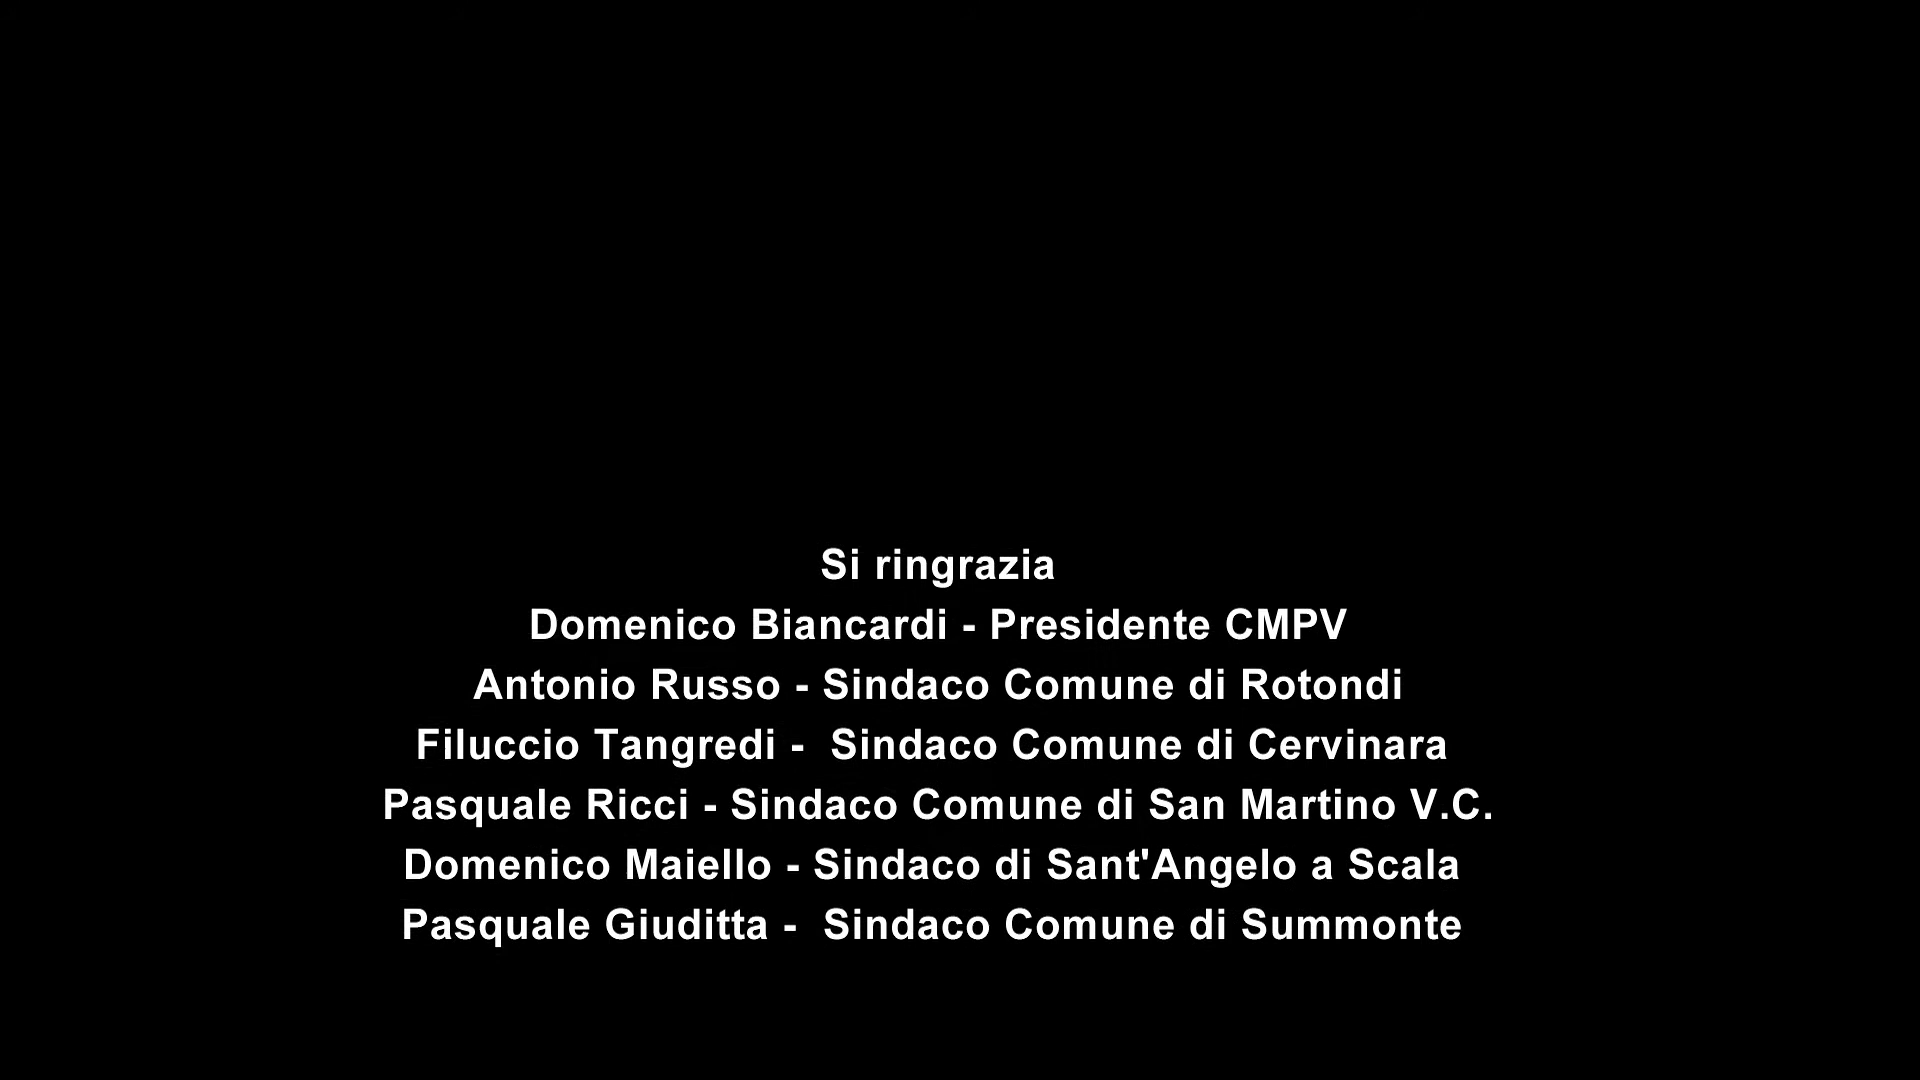 Si ringrazia
Domenico Biancardi - Presidente CMPV
Antonio Russo - Sindaco Comune di Rotondi
Filuccio Tangredi -  Sindaco Comune di Cervinara
Pasquale Ricci - Sindaco Comune di San Martino V.C.
Domenico Maiello - Sindaco di Sant'Angelo a Scala
Pasquale Giuditta -  Sindaco Comune di Summonte